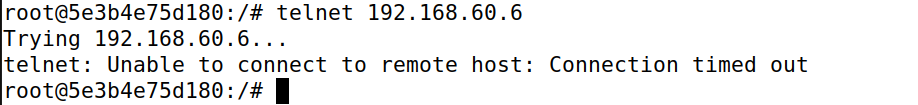 root@5e3b4e75d180:/# telnet 192.168.60.6
Trying 192.168.60.6...
telnet: Unable to connect to remote host: Connection timed out
root@5e3b4e75d180:/#